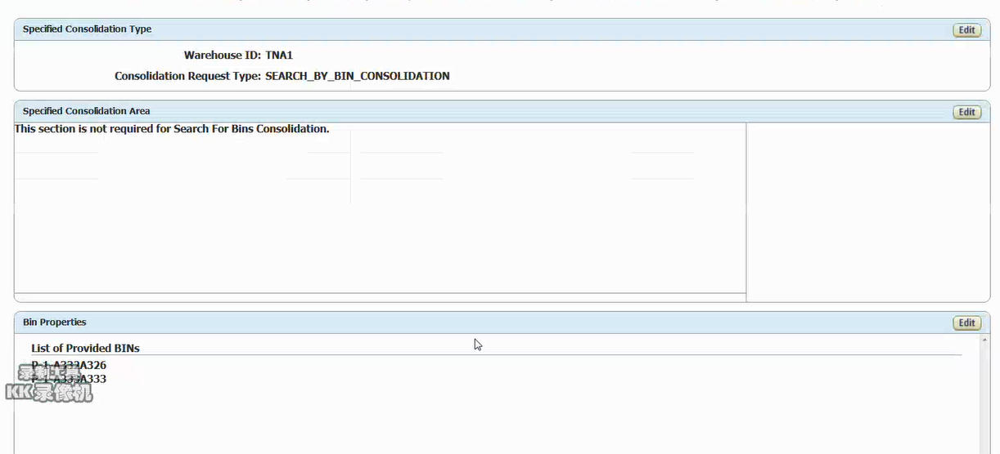 Specified Consolidation Type
Edit
Warehouse ID: TNA1
Consolidation Request Type: SEARCH_BY_BIN_CONSOLIDATION
Specified Consolidation Area
Edit
This section is not required for Search For Bins Consolidation.
Bin Properties
Edit
List of Provided BINs
P-1-A332A326
P-1-A333A333
KK录像机